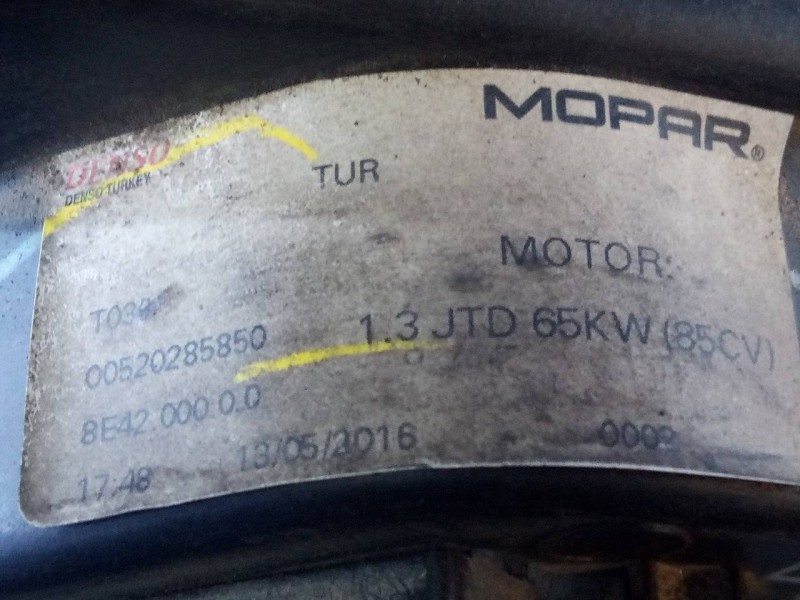 MOPAR®
DENSO
DENSO TURKEY
TUR
MOTOR:
00520285850
1.3 JTD 65KW (85CV)
8E42 000 0.0
17:48 13/05/2016